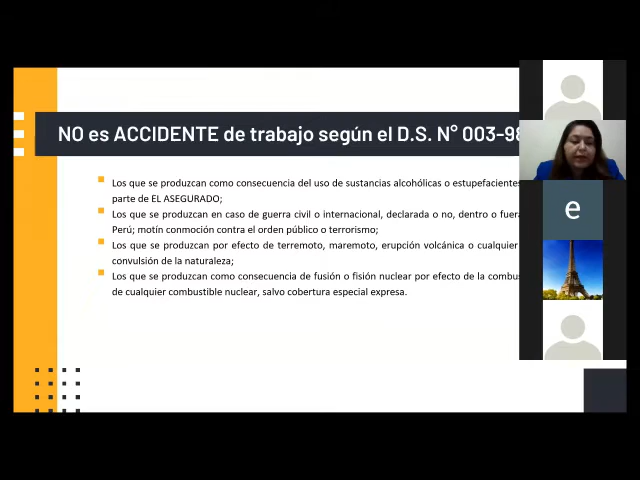 NO es ACCIDENTE de trabajo según el D.S. N° 003-98
Los que se produzcan como consecuencia del uso de sustancias alcohólicas o estupefacientes
parte de EL ASEGURADO;
Los que se produzcan en caso de guerra civil o internacional, declarada o no, dentro o fuera
Perú; motín conmoción contra el orden público o terrorismo;
Los que se produzcan por efecto de terremoto, maremoto, erupción volcánica o cualquier
convulsión de la naturaleza;
Los que se produzcan como consecuencia de fusión o fisión nuclear por efecto de la combus
de cualquier combustible nuclear, salvo cobertura especial expresa.
e